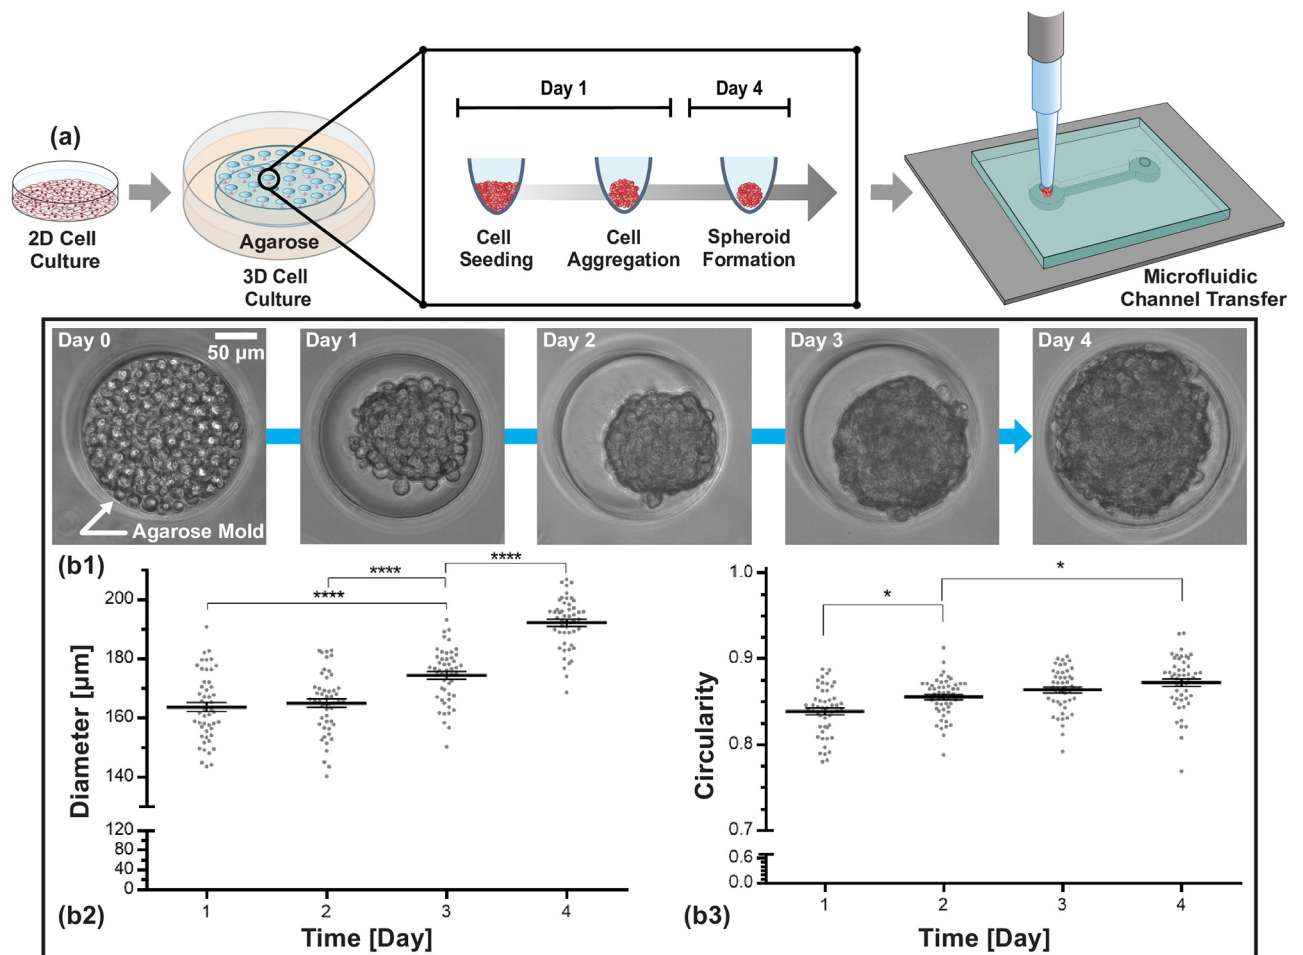 (a)
2D Cell
Culture
Agarose
3D Cell
Culture
Day 1
Day 4
Cell
Seeding
Cell
Aggregation
Spheroid
Formation
Microfluidic
Channel Transfer
Day 0
50 μm
Agarose Mold
Day 1
Day 2
Day 3
Day 4
(b1)
****
****
****
Diameter [μm]
200
180
160
140
120
80
40
0
1
2
3
4
Time [Day]
(b2)
*
*
Circularity
1.0
0.9
0.8
0.7
0.6
0.0
1
2
3
4
Time [Day]
(b3)